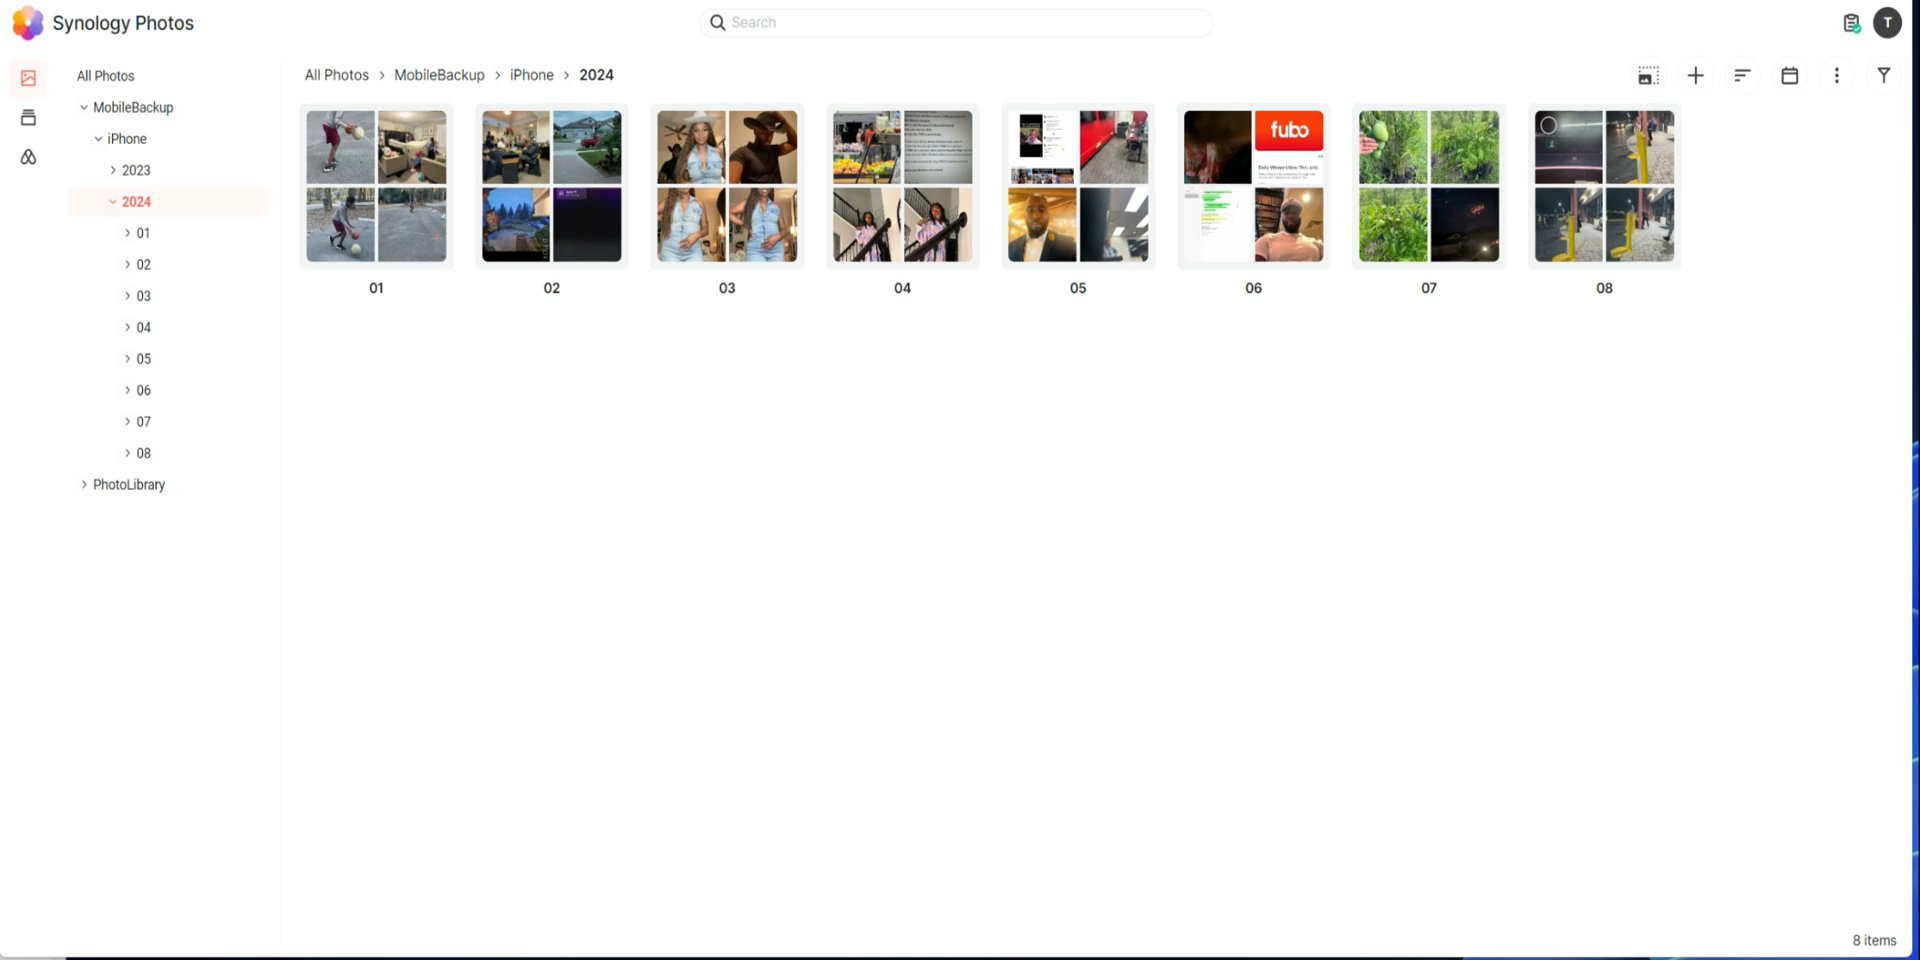 Synology Photos
Search
T
All Photos
MobileBackup
iPhone
2023
2024
01
02
03
04
05
06
07
08
PhotoLibrary
All Photos > MobileBackup > iPhone > 2024
fubo
01 02 03 04 05 06 07 08
8 items